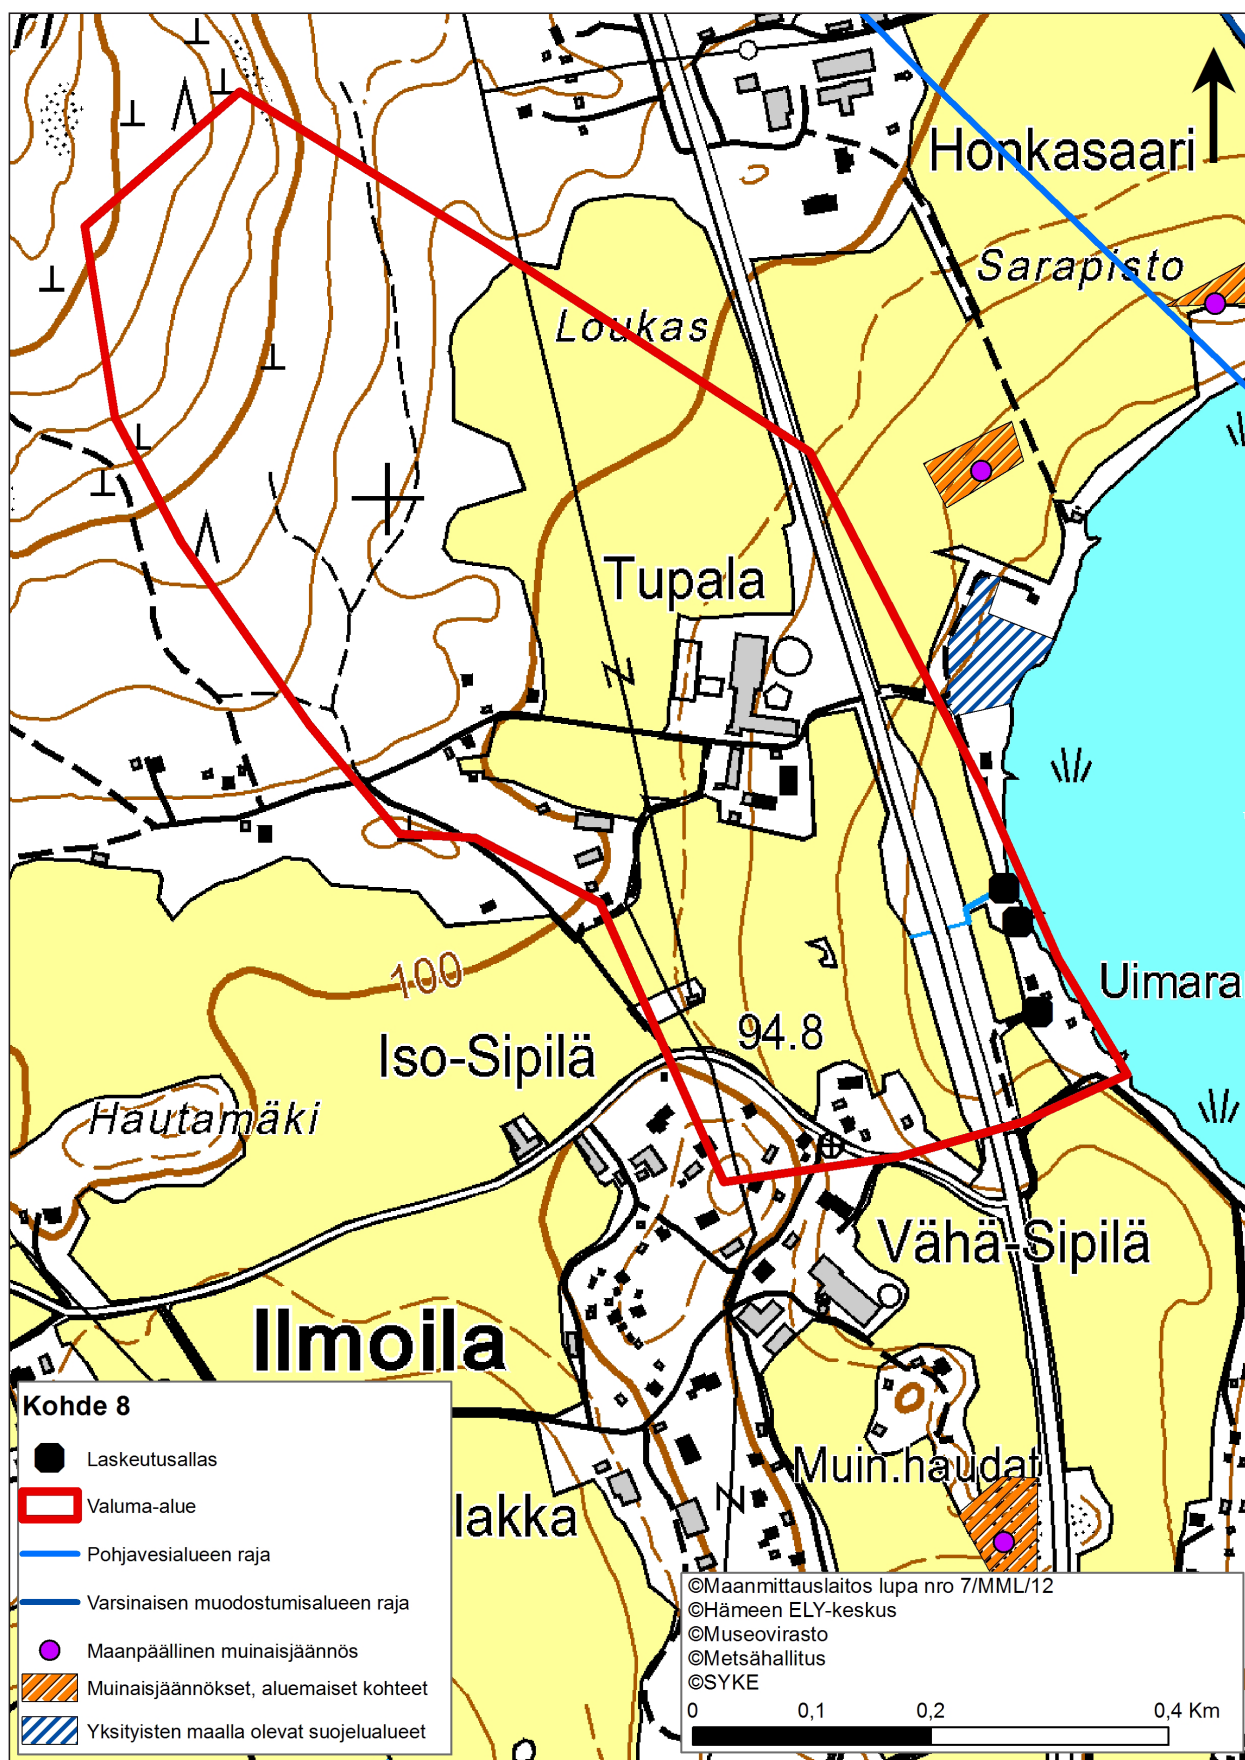 Honkasaari
Sarapisto
Loukas
Tupala
Uimara
100
94.8
Iso-Sipilä
Hautamäki
Vähä-Sipilä
Ilmoila
Muin.haudat
lakka
Kohde 8
Laskeutusallas
Valuma-alue
Pohjavesialueen raja
Varsinaisen muodostumisalueen raja
Maanpäällinen muinaisjäännös
Muinaisjäännökset, aluemaiset kohteet
Yksityisten maalla olevat suojelualueet
©Maanmittauslaitos lupa nro 7/MML/12
©Hämeen ELY-keskus
©Museovirasto
©Metsähallitus
©SYKE
0 0,1 0,2 0,4 Km